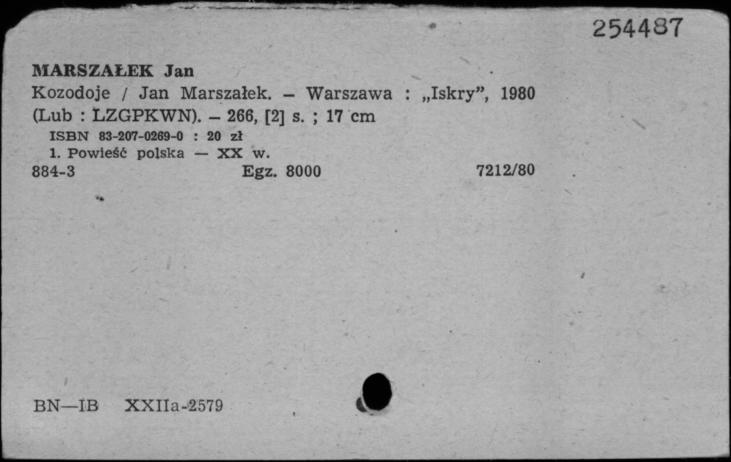 254487
MARSZAŁEK Jan
Kozodoje / Jan Marszałek. — Warszawa : „Iskry”, 1980
(Lub : LZGPKWN). — 266, [2] s. ; 17 cm
ISBN 83-207-0269-0 : 20 zł
1. Powieść polska — XX w.
884-3 Egz. 8000 7212/80
BN—IB XXIIa-2579